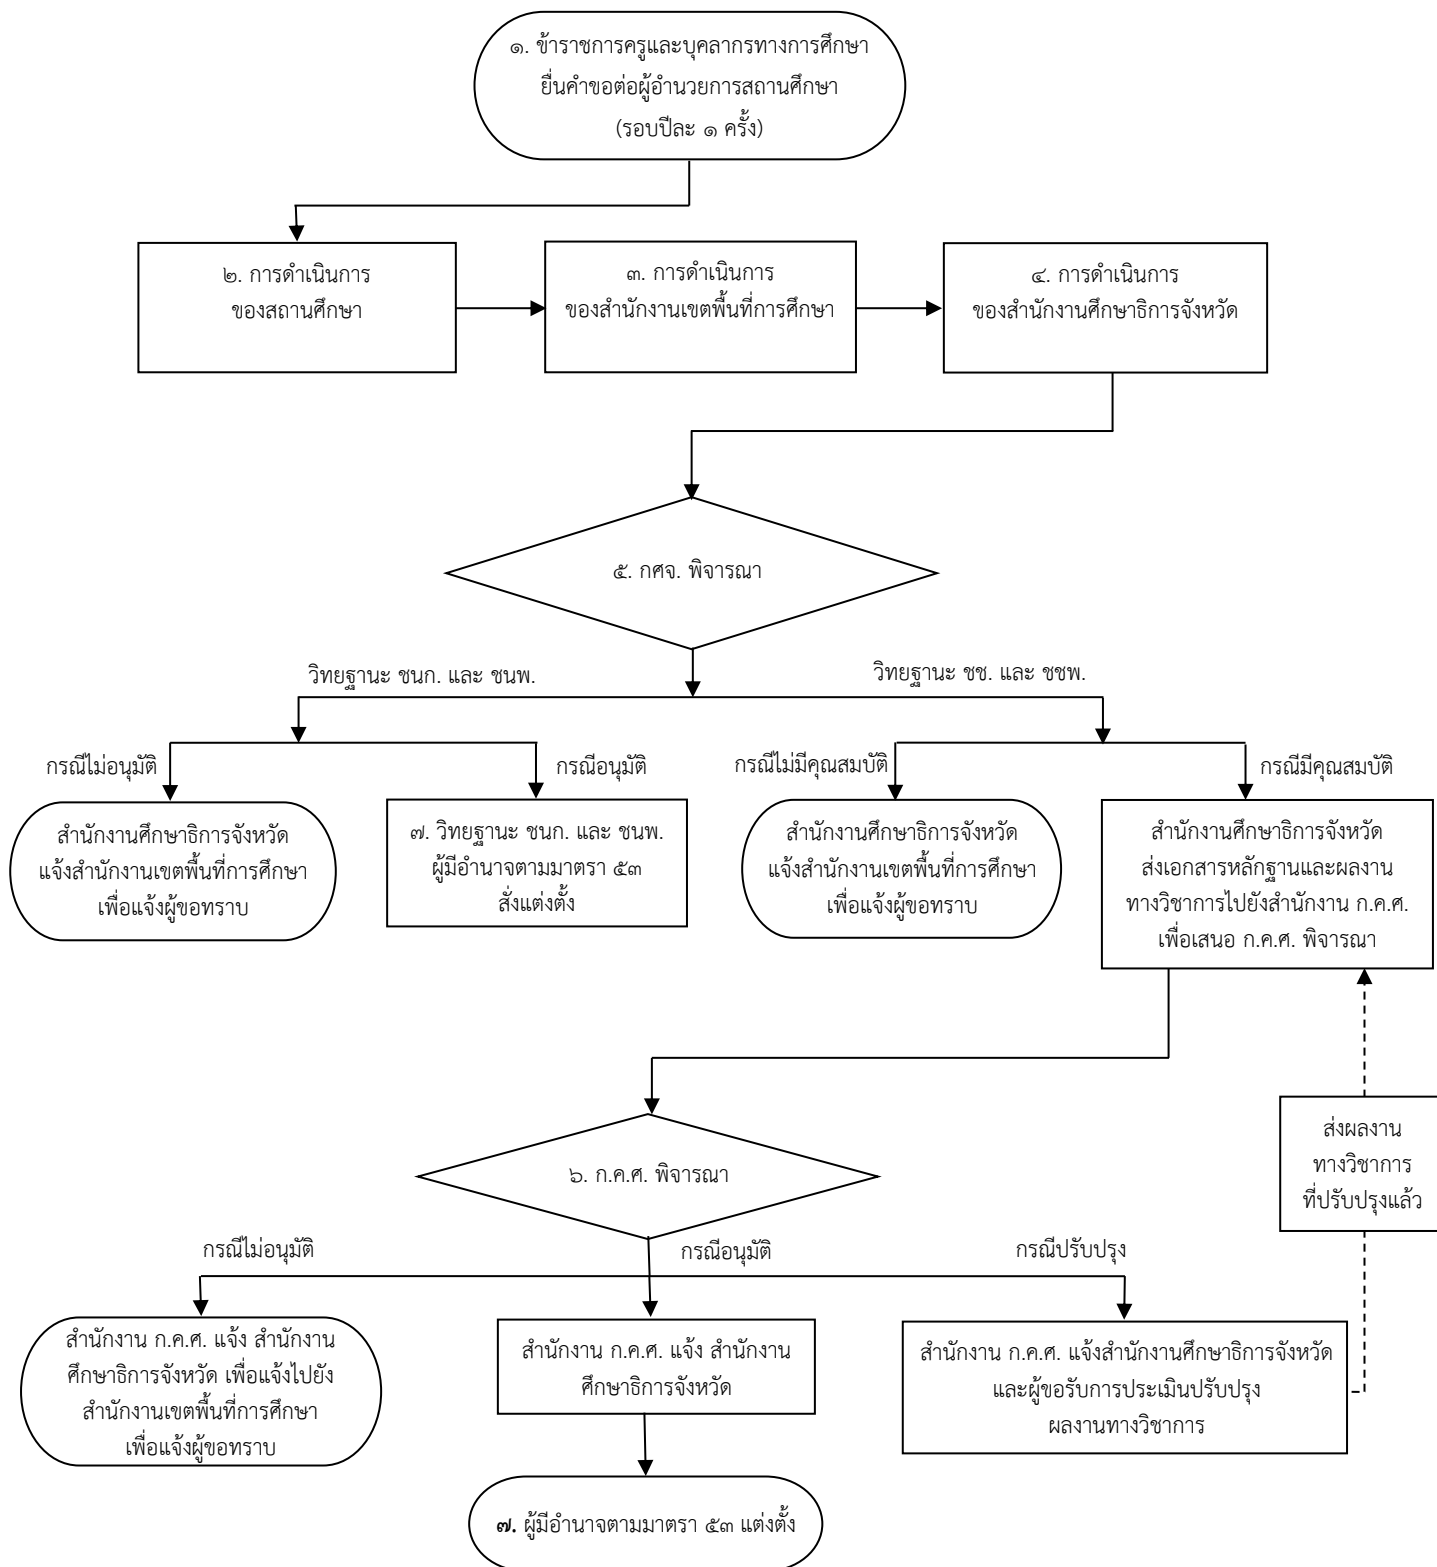 ๑. ข้าราชการครูและบุคลากรทางการศึกษา
ยื่นคำขอต่อผู้อำนวยการสถานศึกษา
(รอบปีละ ๑ ครั้ง)
๒. การดำเนินการ
ของสถานศึกษา
๓. การดำเนินการ
ของสำนักงานเขตพื้นที่การศึกษา
๔. การดำเนินการ
ของสำนักงานศึกษาธิการจังหวัด
๕. กศจ. พิจารณา
วิทยฐานะ ชนก. และ ชนพ.
วิทยฐานะ ชช. และ ชชพ.
กรณีไม่อนุมัติ
กรณีอนุมัติ
กรณีไม่มีคุณสมบัติ
กรณีมีคุณสมบัติ
สำนักงานศึกษาธิการจังหวัด
แจ้งสำนักงานเขตพื้นที่การศึกษา
เพื่อแจ้งผู้ขอทราบ
๗. วิทยฐานะ ชนก. และ ชนพ.
ผู้มีอำนาจตามมาตรา ๕๓
สั่งแต่งตั้ง
สำนักงานศึกษาธิการจังหวัด
แจ้งสำนักงานเขตพื้นที่การศึกษา
เพื่อแจ้งผู้ขอทราบ
สำนักงานศึกษาธิการจังหวัด
ส่งเอกสารหลักฐานและผลงาน
ทางวิชาการไปยังสำนักงาน ก.ค.ศ.
เพื่อเสนอ ก.ค.ศ. พิจารณา
ส่งผลงาน
ทางวิชาการ
ที่ปรับปรุงแล้ว
๖. ก.ค.ศ. พิจารณา
กรณีไม่อนุมัติ
กรณีอนุมัติ
กรณีปรับปรุง
สำนักงาน ก.ค.ศ. แจ้ง สำนักงาน
ศึกษาธิการจังหวัด เพื่อแจ้งไปยัง
สำนักงานเขตพื้นที่การศึกษา
เพื่อแจ้งผู้ขอทราบ
สำนักงาน ก.ค.ศ. แจ้ง สำนักงาน
ศึกษาธิการจังหวัด
สำนักงาน ก.ค.ศ. แจ้งสำนักงานศึกษาธิการจังหวัด
และผู้ขอรับการประเมินปรับปรุง
ผลงานทางวิชาการ
๗. ผู้มีอำนาจตามมาตรา ๕๓ แต่งตั้ง